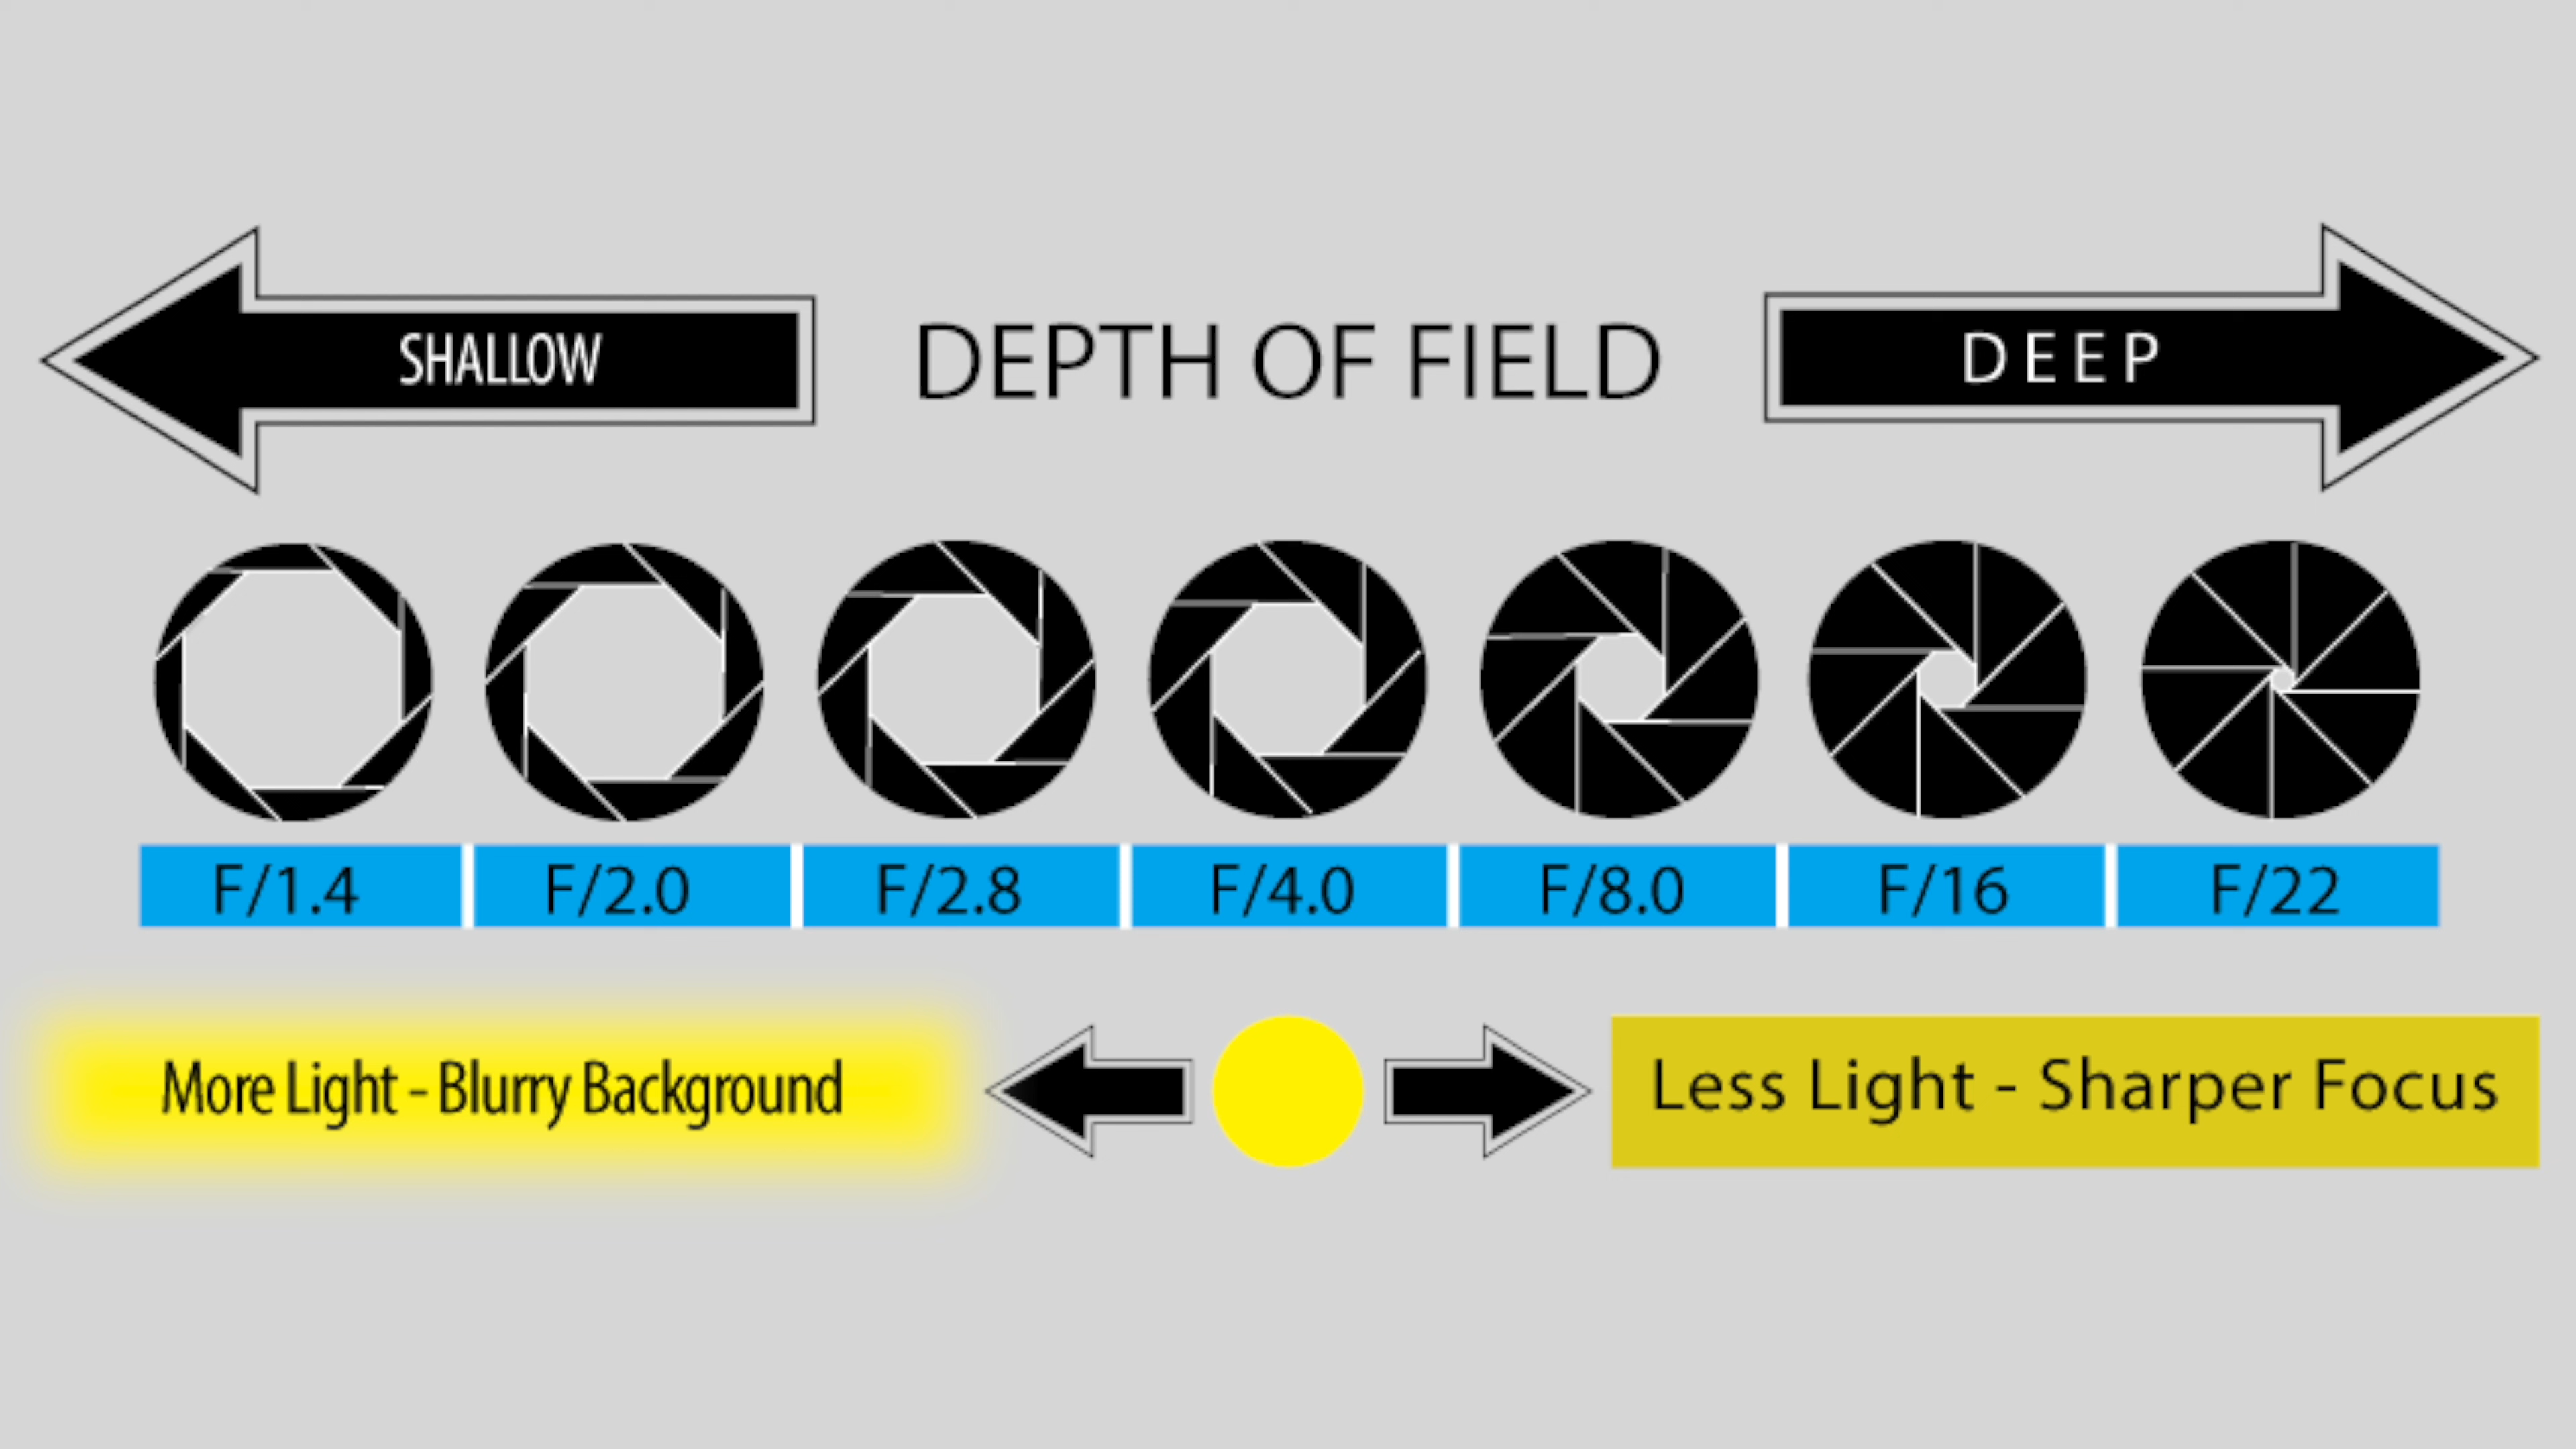 SHALLOW
DEPTH OF FIELD
DEEP
F/1.4
F/2.0
F/2.8
F/4.0
F/8.0
F/16
F/22
More Light - Blurry Background
Less Light - Sharper Focus